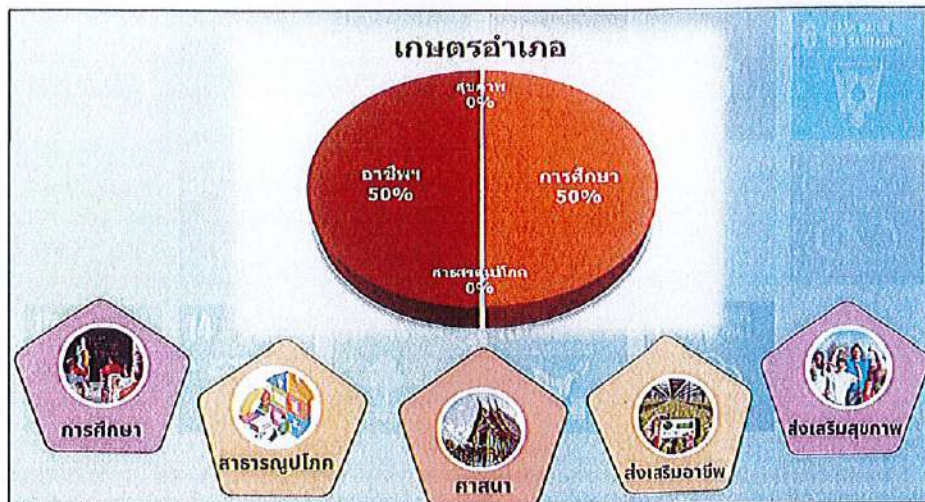 เกษตรอำเภอ
สุขภาพ
0%
อาชีพฯ
50%
การศึกษา
50%
0%
การศึกษา
สาธารณูปโภค
ศาสนา
ส่งเสริมอาชีพ
ส่งเสริมสุขภาพ